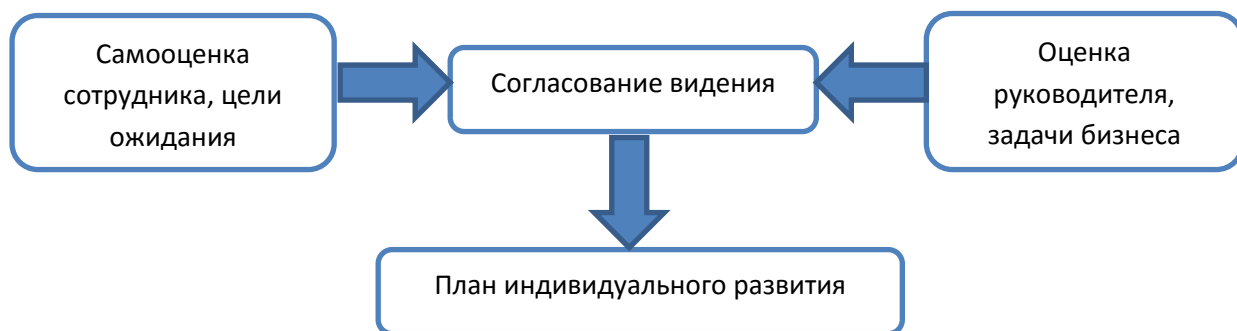 Самооценка
сотрудника, цели
ожидания
Согласование видения
Оценка
руководителя,
задачи бизнеса
План индивидуального развития